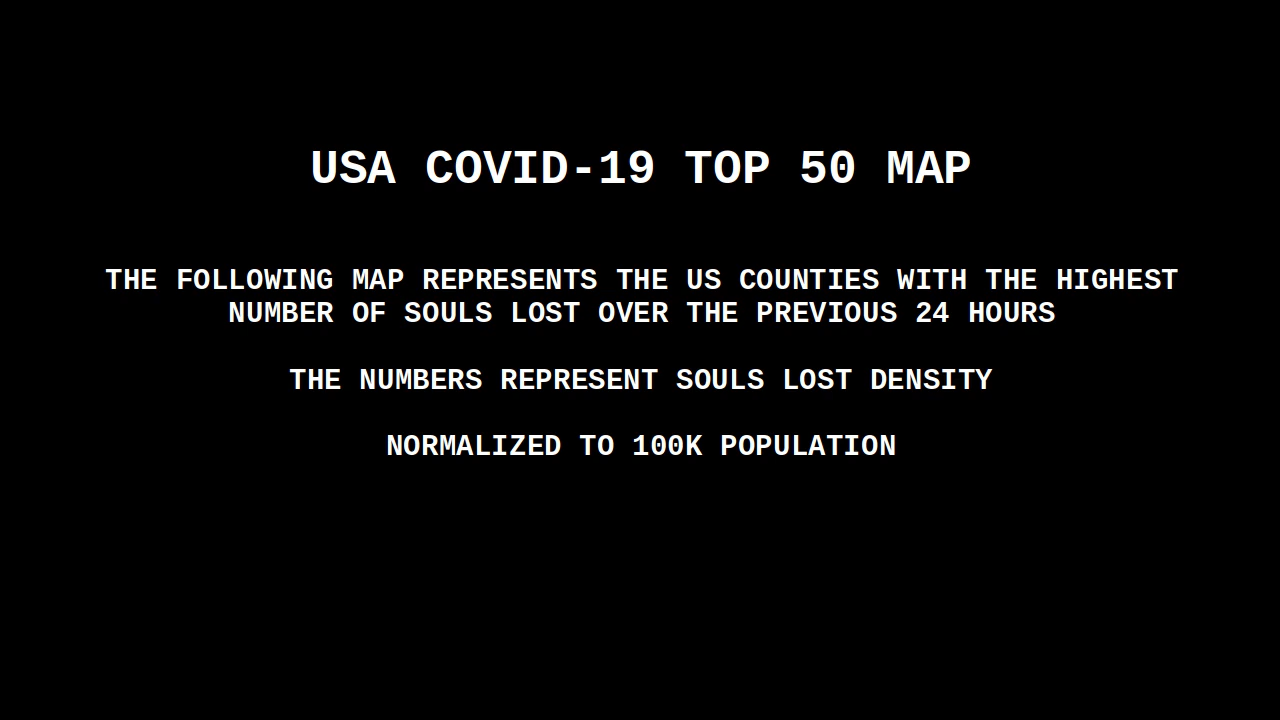 USA COVID-19 TOP 50 MAP
THE FOLLOWING MAP REPRESENTS THE US COUNTIES WITH THE HIGHEST
NUMBER OF SOULS LOST OVER THE PREVIOUS 24 HOURS
THE NUMBERS REPRESENT SOULS LOST DENSITY
NORMALIZED TO 100K POPULATION